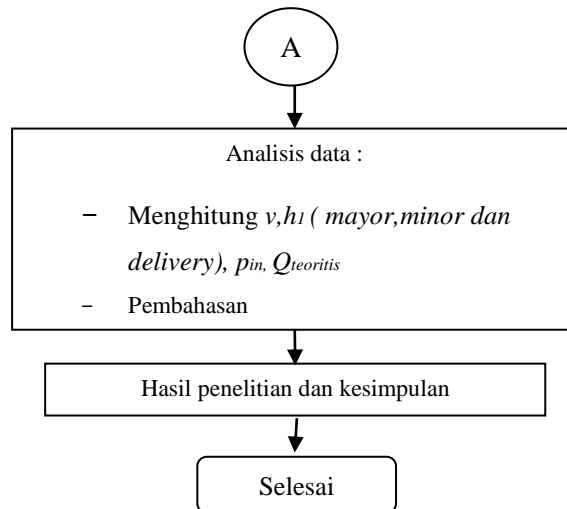 A
Analisis data :
− Menghitung v,h1 ( mayor,minor dan
delivery), pin, Qteoritis
- Pembahasan
Hasil penelitian dan kesimpulan
Selesai